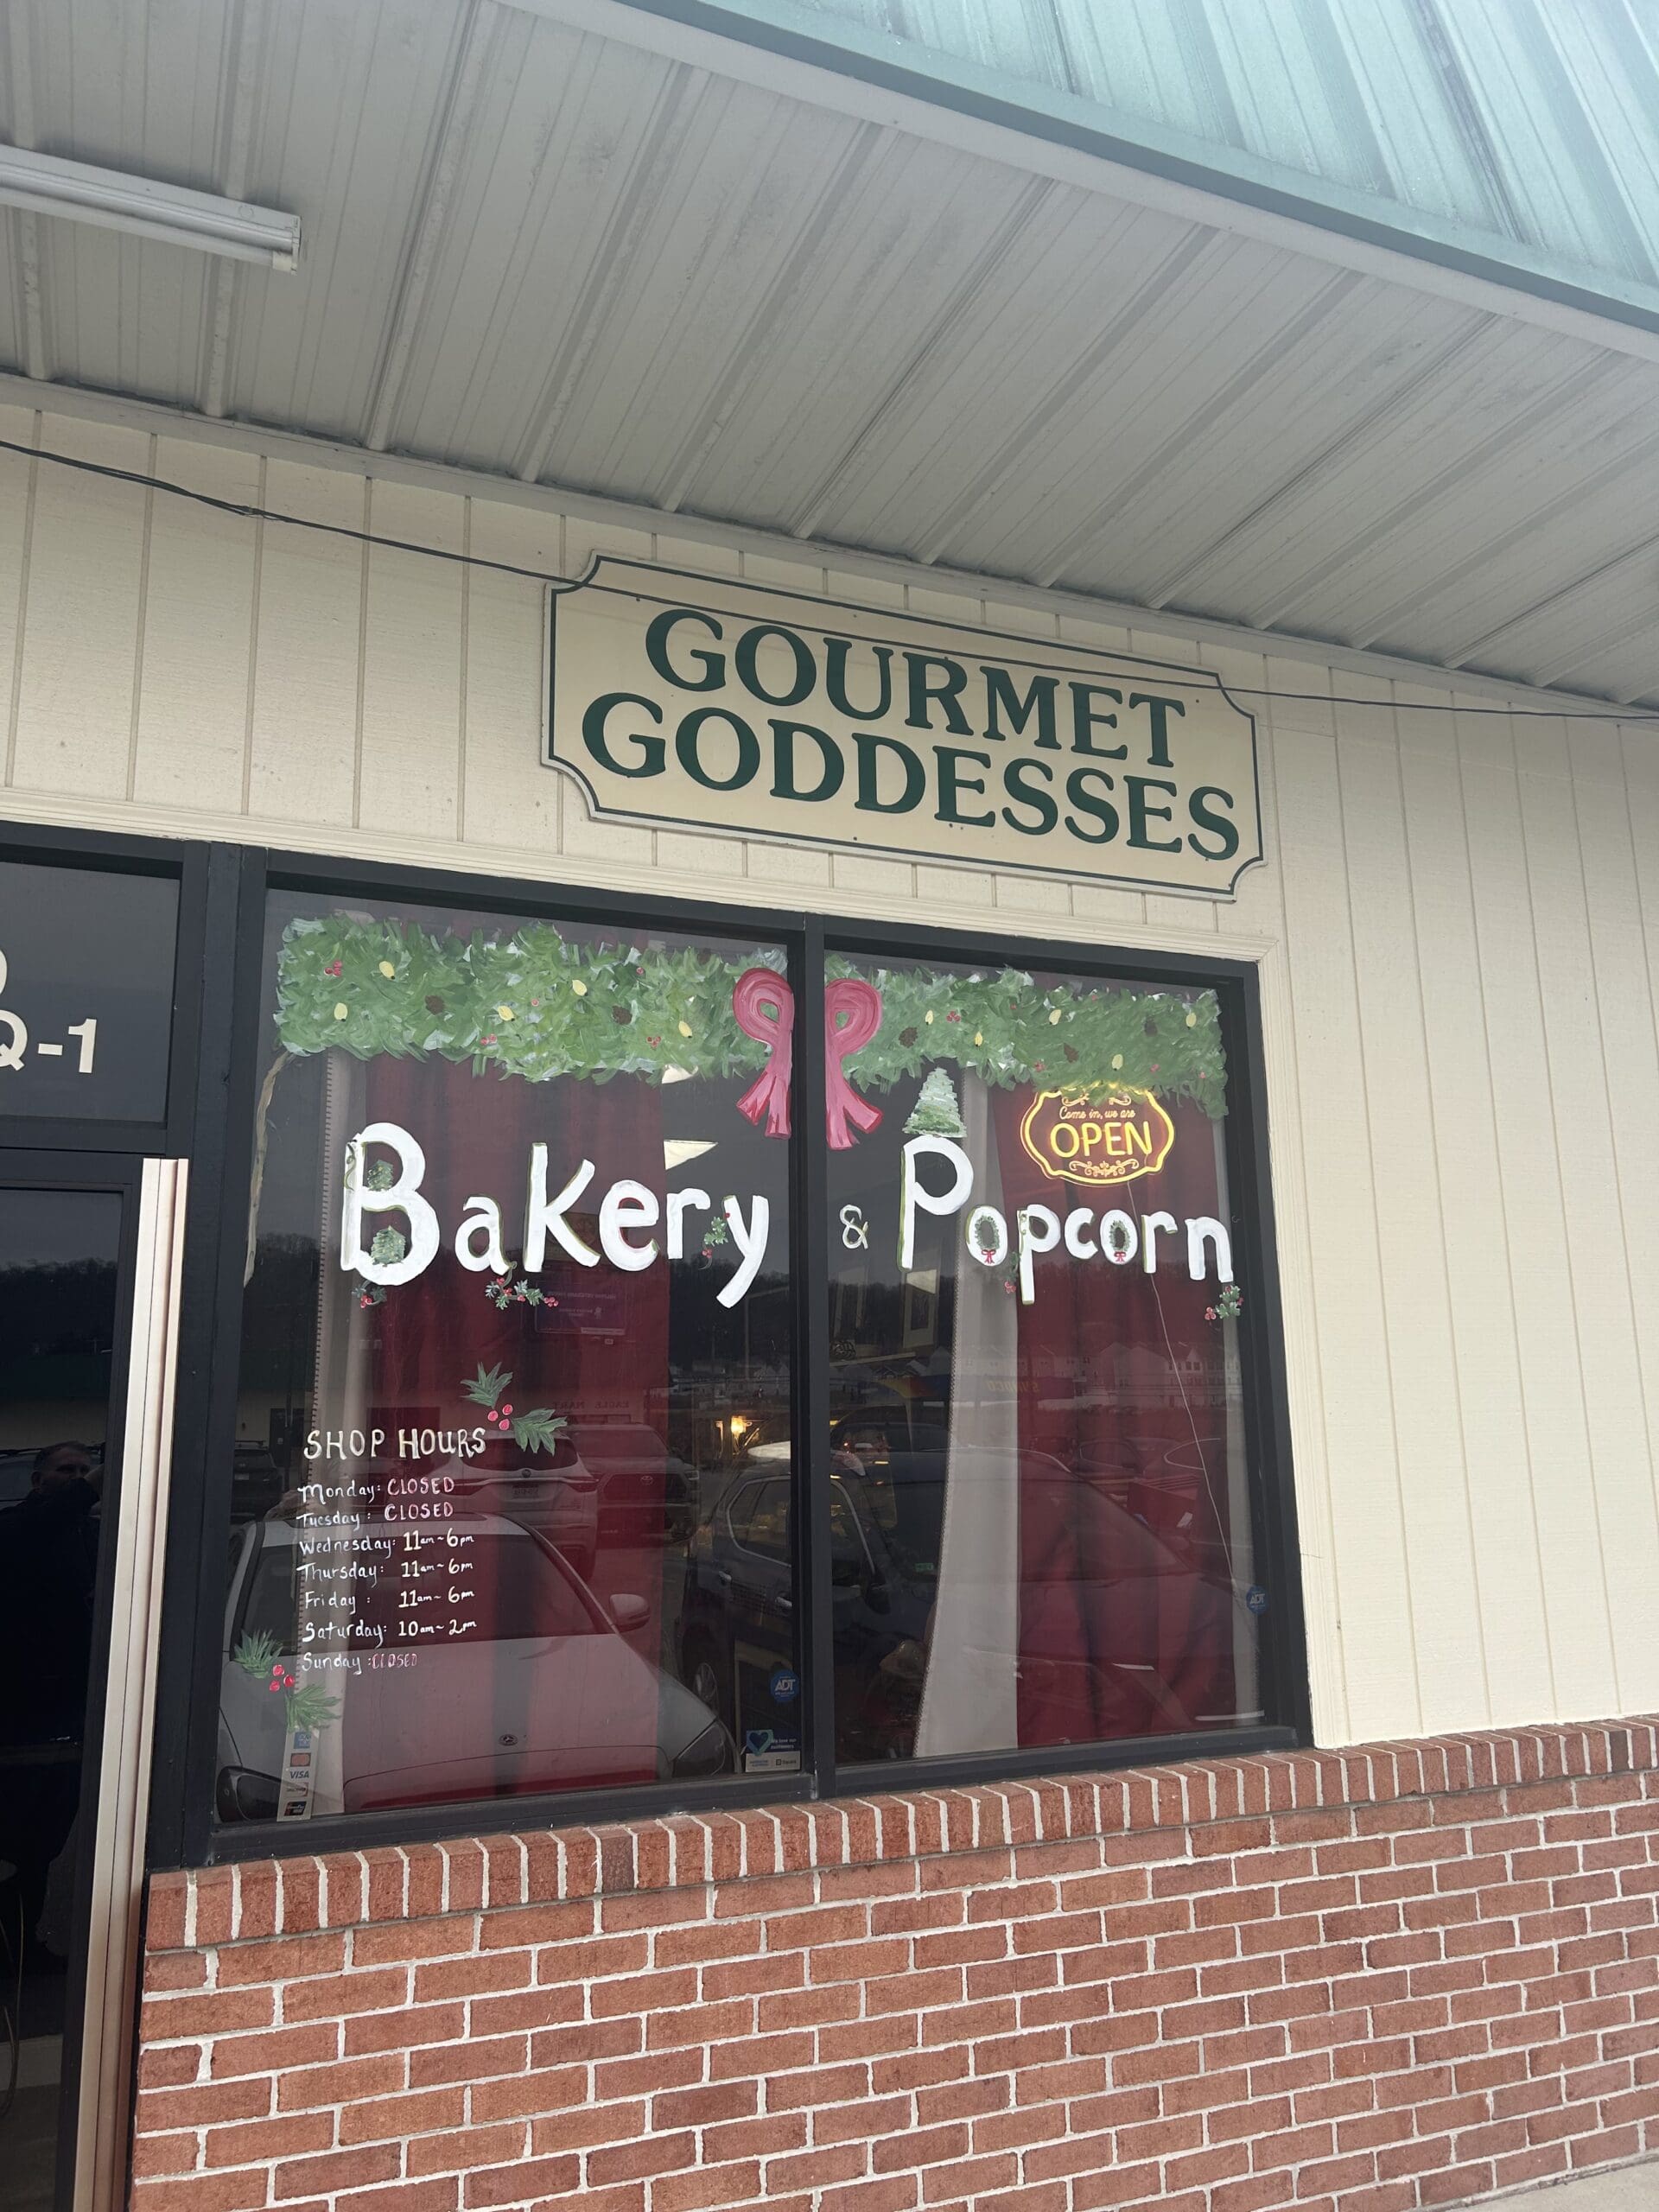 GOURMET
GODDESSES
Q-1
Come in, we are
OPEN
Bakery & Popcorn
SHOP HOURS
Monday: CLOSED
Tuesday: CLOSED
Wednesday: 11am~6pm
Thursday: 11am~6pm
Friday: 11am~6pm
Saturday: 10am~2pm
Sunday: CLOSED
ADT
ADT
VISA